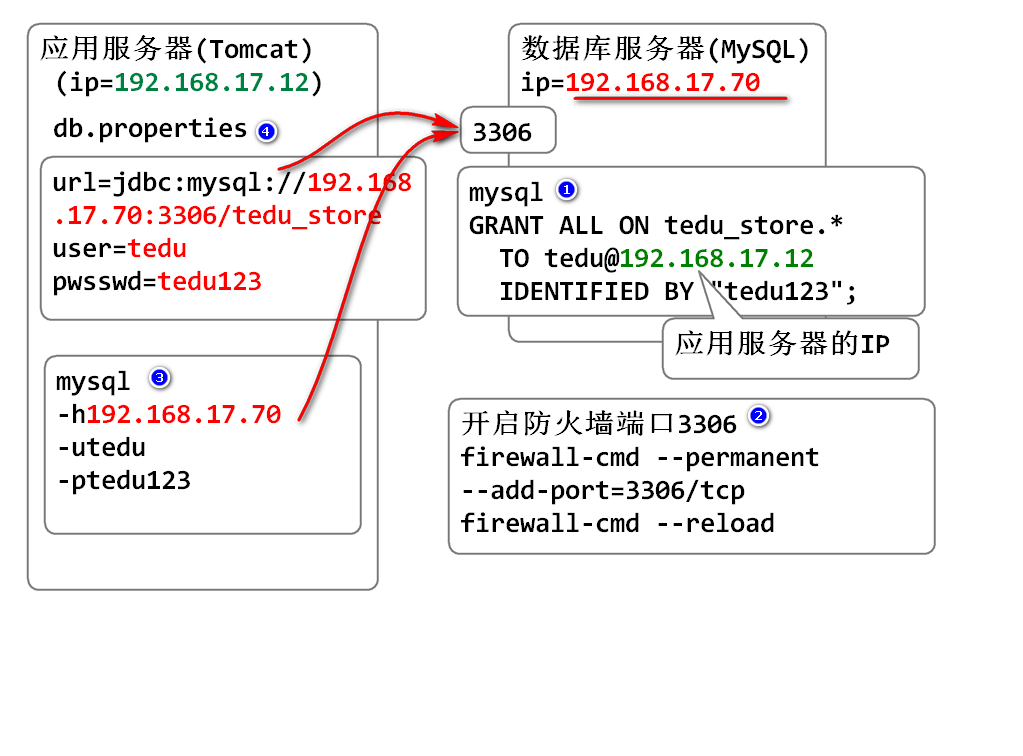 应用服务器(Tomcat)
(ip=192.168.17.12)
db.properties 4
url=jdbc:mysql://192.168
.17.70:3306/tedu_store
user=tedu
pwsswd=tedu123
mysql 3
-h192.168.17.70
-utedu
-ptedu123
数据库服务器(MySQL)
ip=192.168.17.70
3306
mysql 1
GRANT ALL ON tedu_store.*
TO tedu@192.168.17.12
IDENTIFIED BY "tedu123";
应用服务器的IP
开启防火墙端口3306 2
firewall-cmd --permanent
--add-port=3306/tcp
firewall-cmd --reload